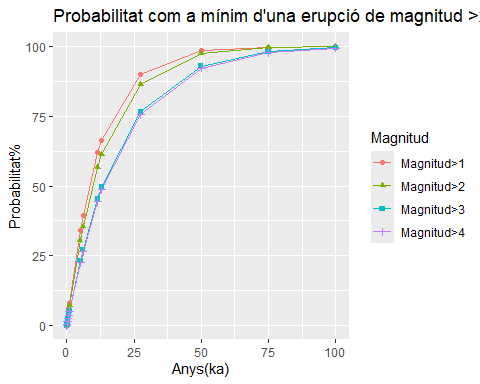 Probabilitat com a mínim d'una erupció de magnitud >
100
75
50
25
0
Probabilitat%
0
25
50
75
100
Anys(ka)
Magnitud
Magnitud>1
Magnitud>2
Magnitud>3
Magnitud>4